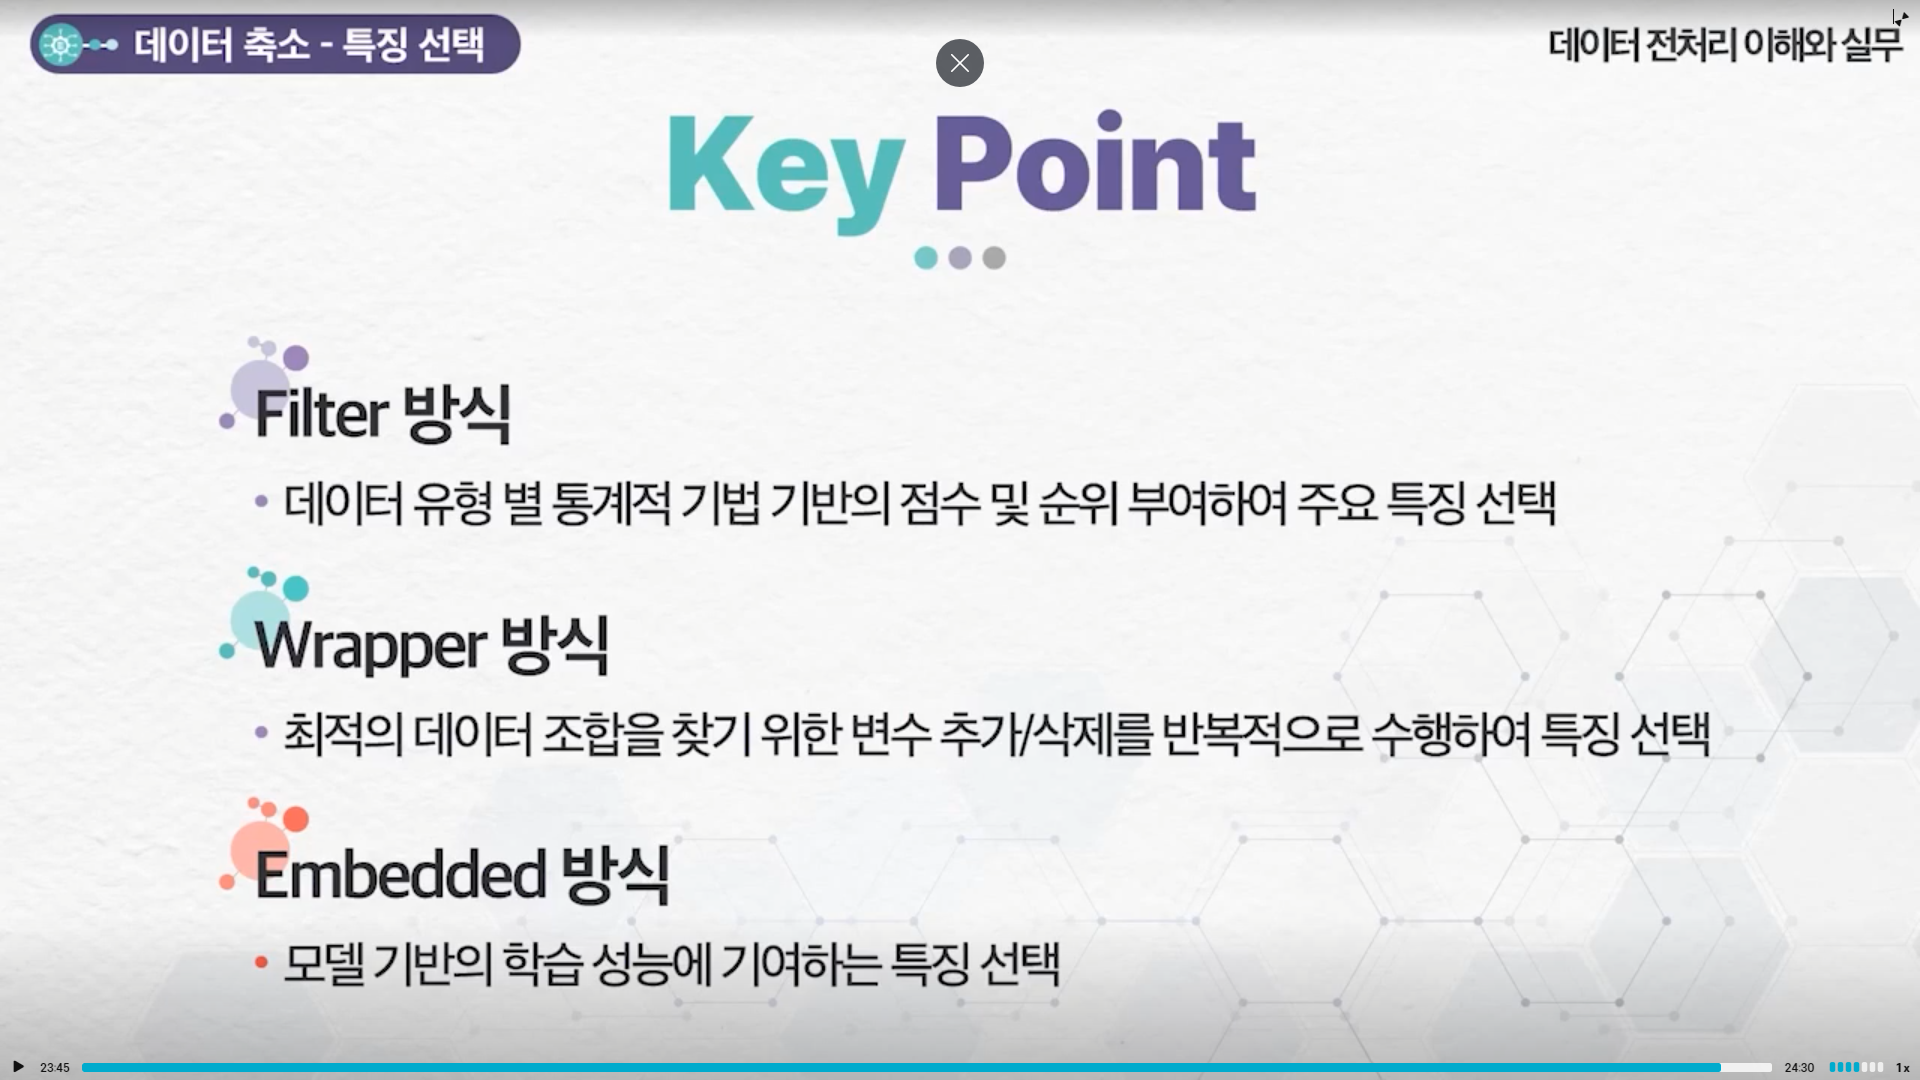 데이터 축소 - 특징 선택
데이터 전처리 이해와 실무
Key Point
Filter 방식
• 데이터 유형 별 통계적 기법 기반의 점수 및 순위 부여하여 주요 특징 선택
Wrapper 방식
• 최적의 데이터 조합을 찾기 위한 변수 추가/삭제를 반복적으로 수행하여 특징 선택
Embedded 방식
• 모델 기반의 학습 성능에 기여하는 특징 선택
23:45
24:30
1x